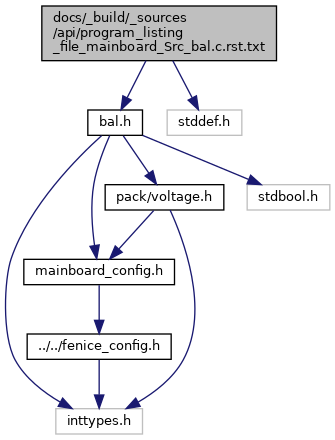 docs/_build/_sources
/api/program_listing
_file_mainboard_Src_bal.c.rst.txt
bal.h
stddef.h
pack/voltage.h
stdbool.h
mainboard_config.h
../../fenice_config.h
inttypes.h